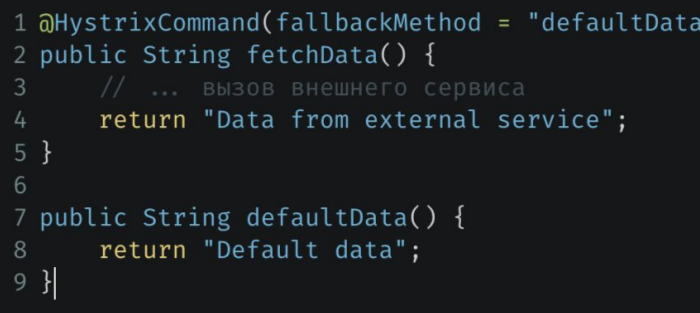 1 @HystrixCommand(fallbackMethod = "defaultData
2 public String fetchData() {
3     // ... вызов внешнего сервиса
4     return "Data from external service";
5 }
6
7 public String defaultData() {
8     return "Default data";
9 }